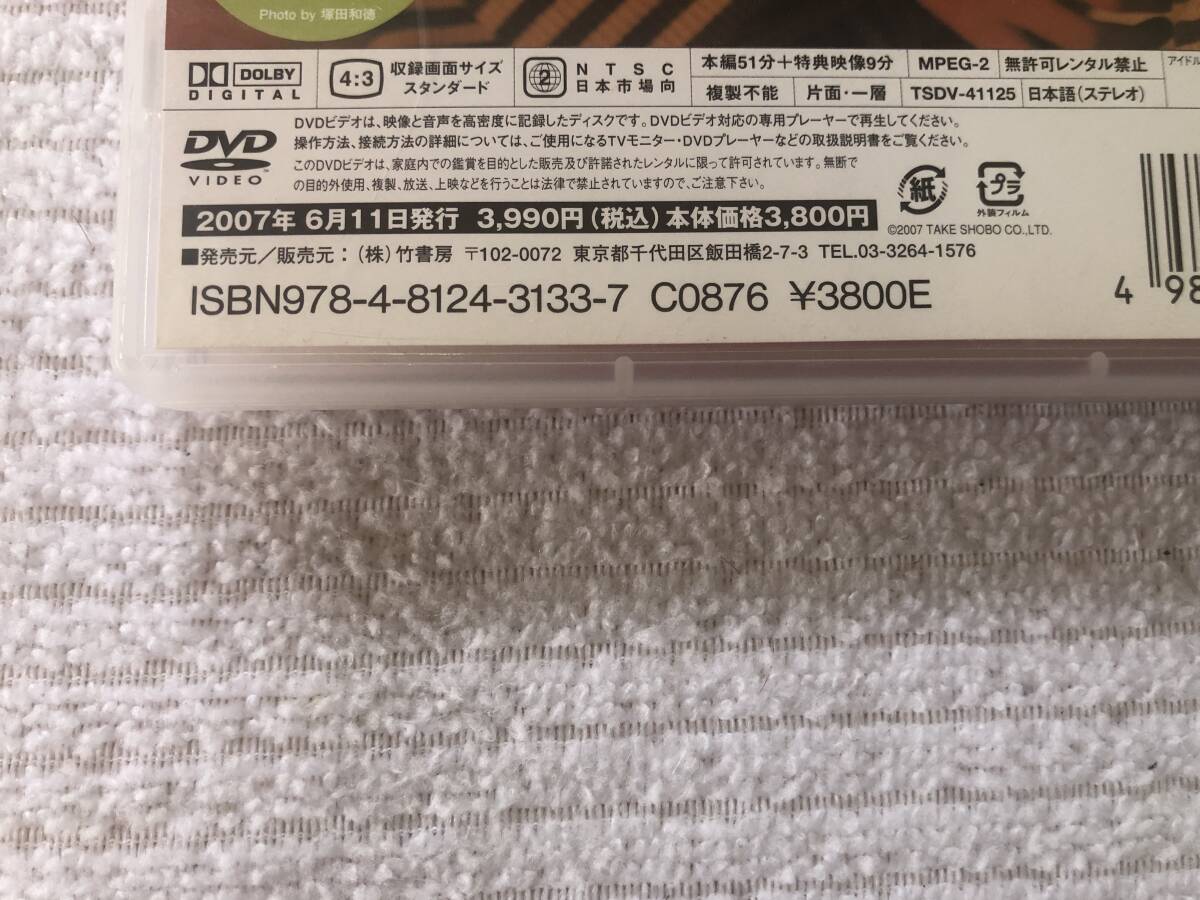 Photo by 塚田和徳
DOLBY
DIGITAL
4:3
収録画面サイズ
スタンダード
2
NTSC
日本市場向
本編51分＋特典映像9分
MPEG-2
無許可レンタル禁止
アイドル
複製不能
片面・一層
TSDV-41125
日本語（ステレオ）
DVD
VIDEO
DVDビデオは、映像と音声を高密度に記録したディスクです。DVDビデオ対応の専用プレーヤーで再生してください。
操作方法、接続方法の詳細については、ご使用になるTVモニター・DVDプレーヤーなどの取扱説明書をご覧ください。
このDVDビデオは、家庭内での鑑賞を目的とした販売及び許諾されたレンタルに限って許可されています。無断で
の目的外使用、複製、放送、上映などを行うことは法律で禁止されていますので、ご注意下さい。
紙
プラ
外装フィルム
2007年 6月11日発行 3,990円（税込）本体価格3,800円
©2007 TAKE SHOBO CO.,LTD.
■発売元／販売元：（株）竹書房 〒102-0072 東京都千代田区飯田橋2-7-3 TEL.03-3264-1576
ISBN978-4-8124-3133-7 C0876 ¥3800E
4 98